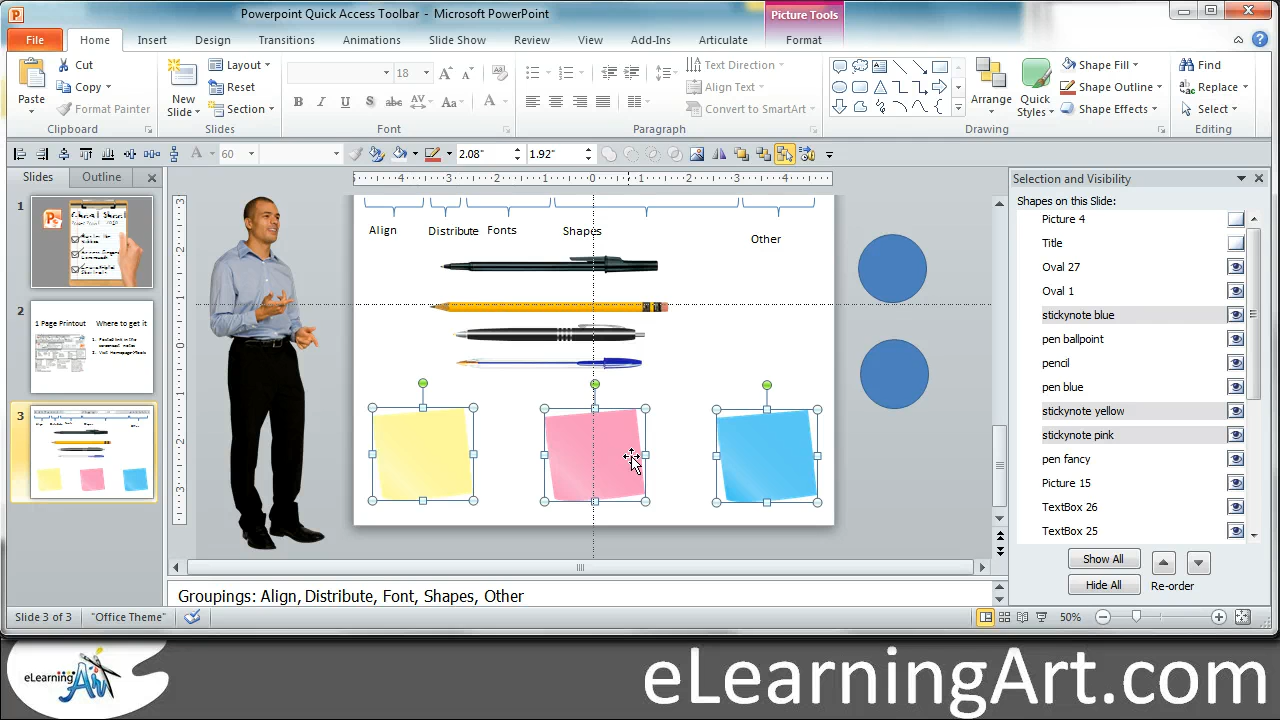 Powerpoint Quick Access Toolbar - Microsoft PowerPoint
Picture Tools
File
Home
Insert
Design
Transitions
Animations
Slide Show
Review
View
Add-Ins
Articulate
Format
Paste
Cut
Copy
Format Painter
Clipboard
New
Slide
Layout
Reset
Section
Slides
18
Font
Text Direction
Align Text
Convert to SmartArt
Paragraph
Arrange
Quick
Styles
Shape Fill
Shape Outline
Shape Effects
Drawing
Find
Replace
Select
Editing
60
2.08"
1.92"
Slides
Outline
1
2
1 Page Printout
Where to get it
3
Align
Distribute
Fonts
Shapes
Other
Selection and Visibility
Shapes on this Slide:
Picture 4
Title
Oval 27
Oval 1
stickynote blue
pen ballpoint
pencil
pen blue
stickynote yellow
stickynote pink
pen fancy
Picture 15
TextBox 26
TextBox 25
Show All
Hide All
Re-order
Groupings: Align, Distribute, Font, Shapes, Other
Slide 3 of 3
"Office Theme"
50%
eLearning
Art
eLearningArt.com